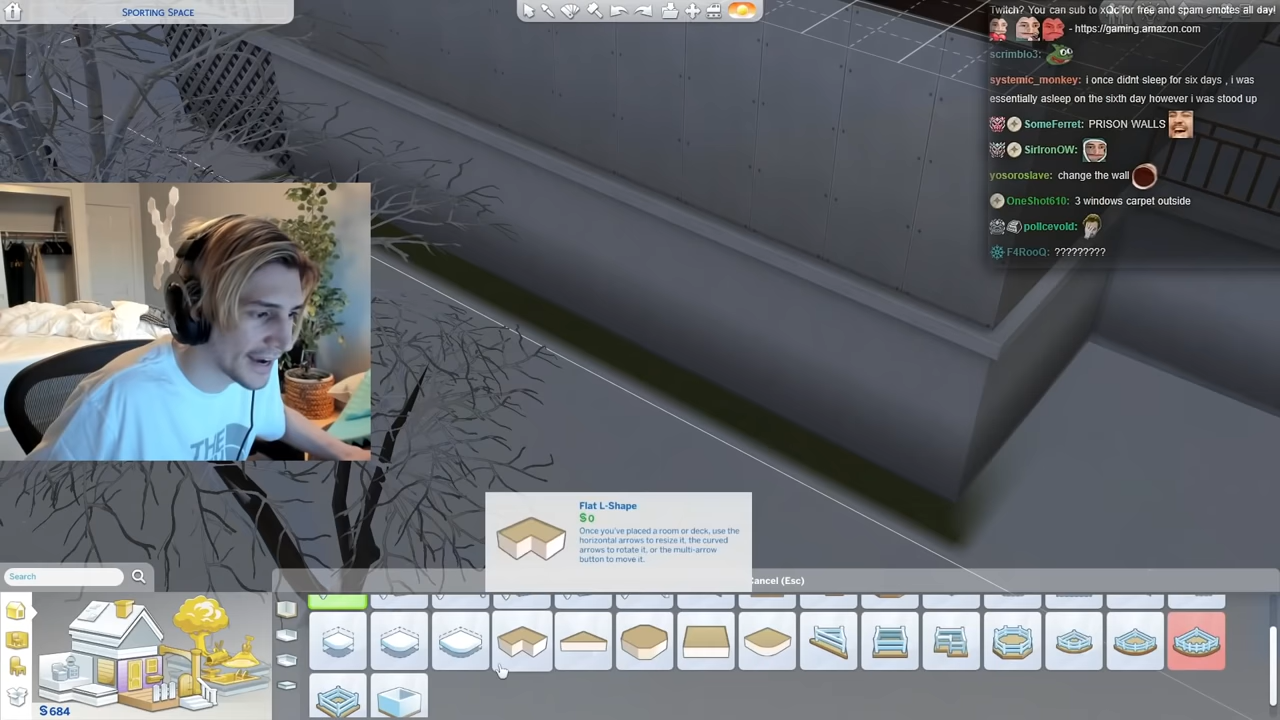 SPORTING SPACE
Twitch? You can sub to xQc for free and spam emotes all day!
- https://gaming.amazon.com
scrimblo3:
systemic_monkey: i once didnt sleep for six days , i was
essentially asleep on the sixth day however i was stood up
SomeFerret: PRISON WALLS
SirIronOW:
yosoroslave: change the wall
OneShot610: 3 windows carpet outside
policevold:
F4RooQ: ?????????
THE
Flat L-Shape
$0
Once you've placed a room or deck, use the
horizontal arrows to resize it, the curved
arrows to rotate it, or the multi-arrow
button to move it.
Cancel (Esc)
Search
$684